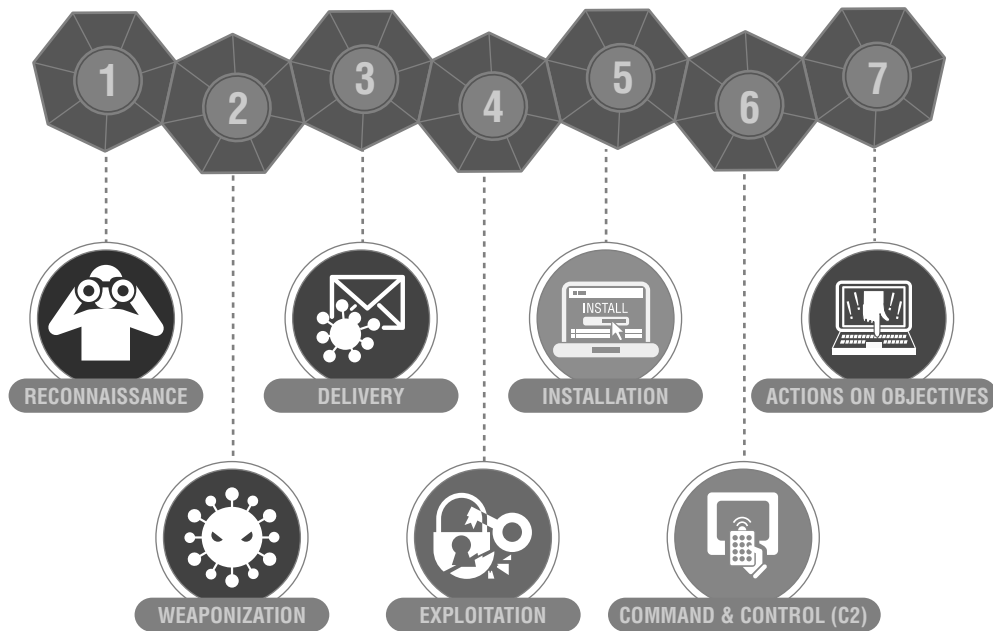 1
2
3
4
5
6
7
INSTALL
RECONNAISSANCE
DELIVERY
INSTALLATION
ACTIONS ON OBJECTIVES
WEAPONIZATION
EXPLOITATION
COMMAND & CONTROL (C2)